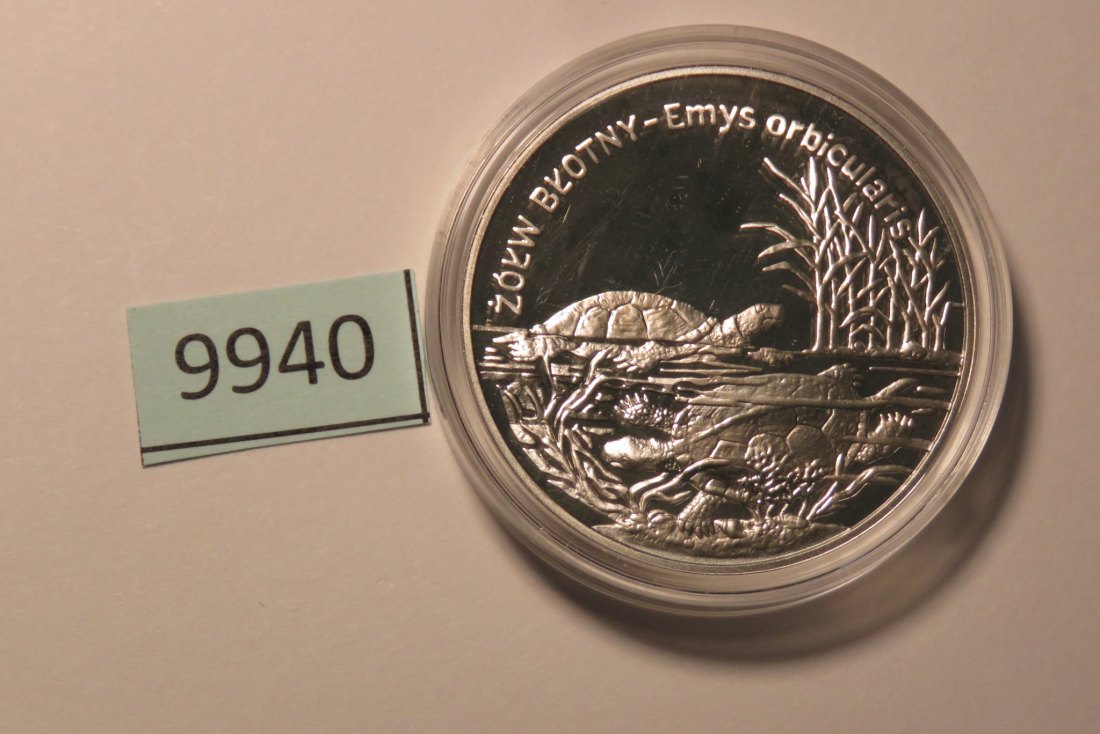 9940
ŻÓŁW BŁOTNY - Emys orbicularis